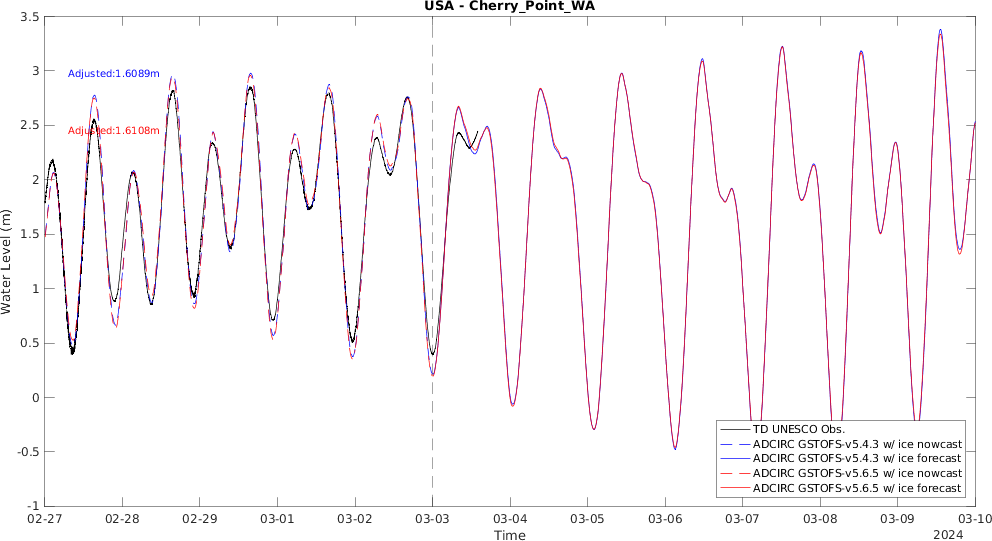 USA - Cherry_Point_WA
3.5
3
2.5
2
1.5
1
0.5
0
-0.5
-1
Water Level (m)
Adjusted:1.6089m
Adjusted:1.6108m
TD UNESCO Obs.
ADCIRC GSTOFS-v5.4.3 w/ ice nowcast
ADCIRC GSTOFS-v5.4.3 w/ ice forecast
ADCIRC GSTOFS-v5.6.5 w/ ice nowcast
ADCIRC GSTOFS-v5.6.5 w/ ice forecast
02-27 02-28 02-29 03-01 03-02 03-03 03-04 03-05 03-06 03-07 03-08 03-09 03-10
Time
2024